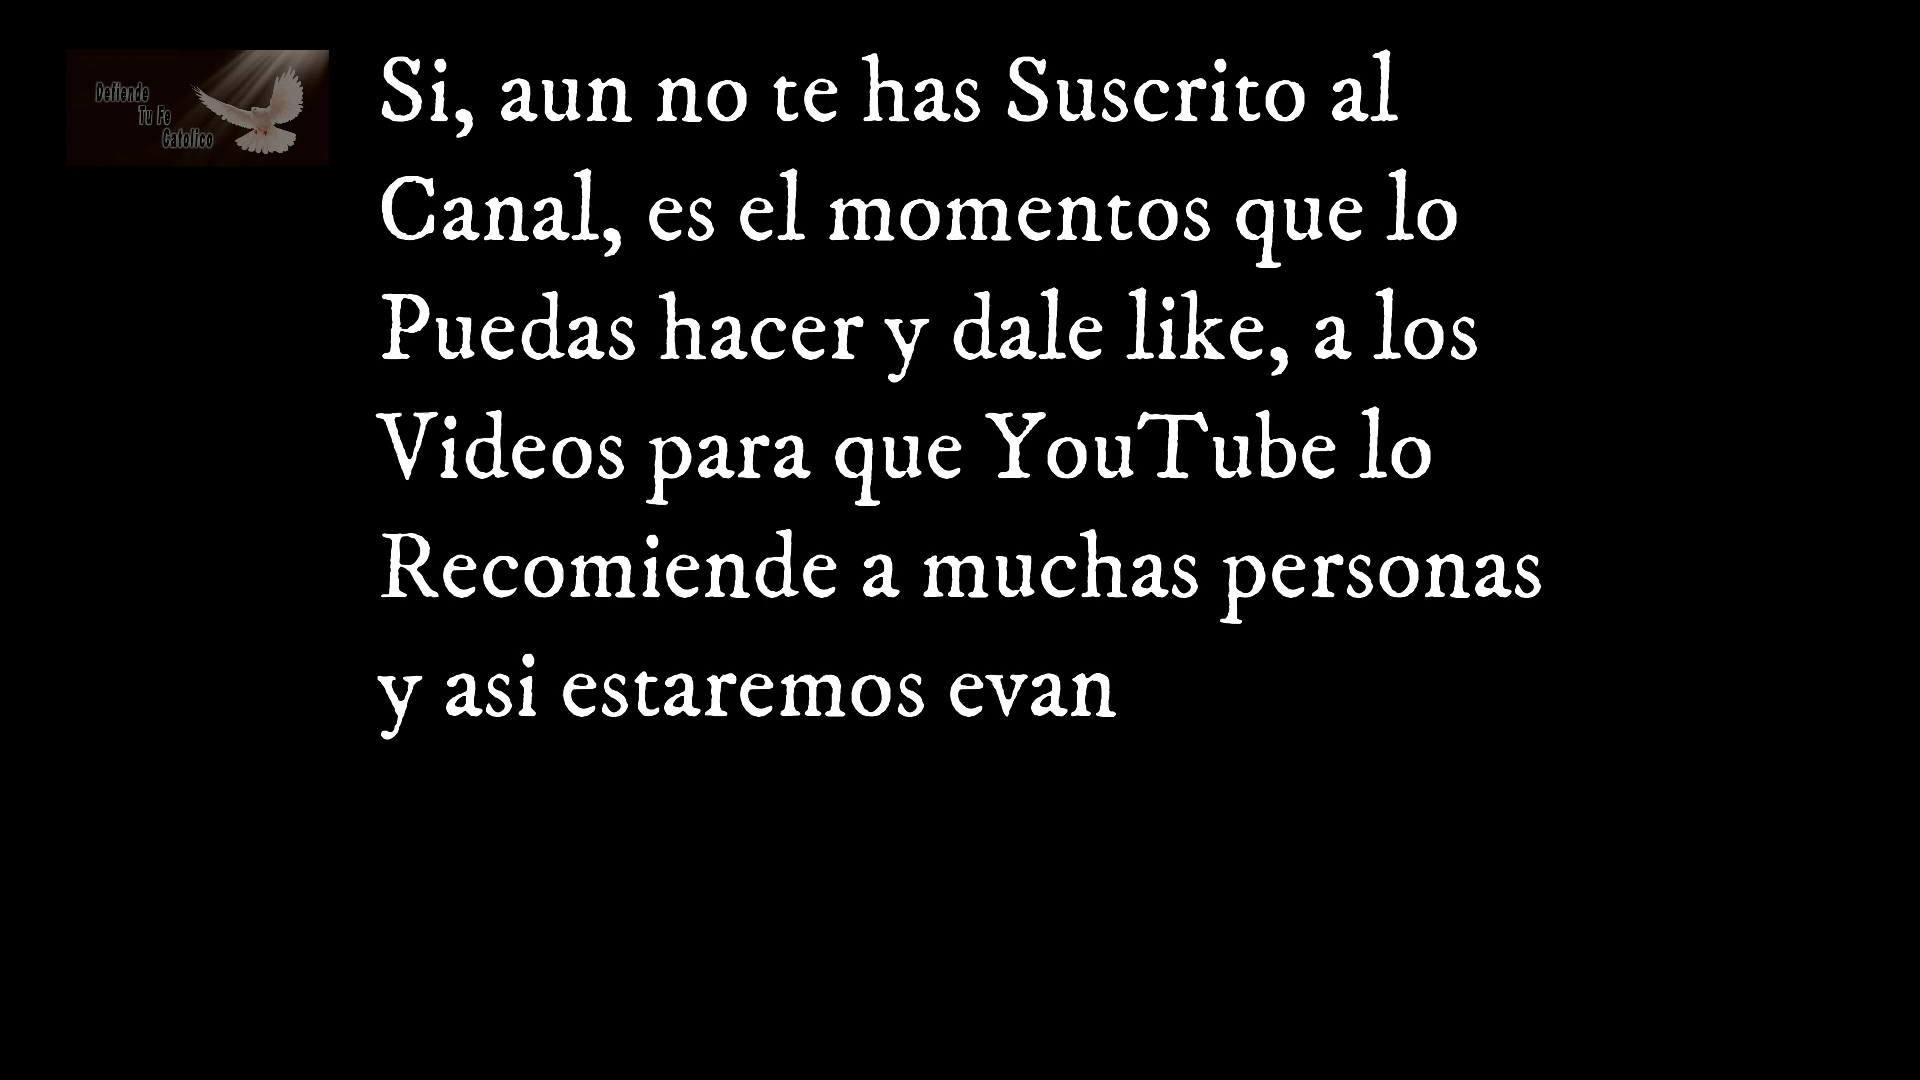 Defiende
Tu Fe
Catolico
Si, aun no te has Suscrito al
Canal, es el momentos que lo
Puedas hacer y dale like, a los
Videos para que YouTube lo
Recomiende a muchas personas
y asi estaremos evan